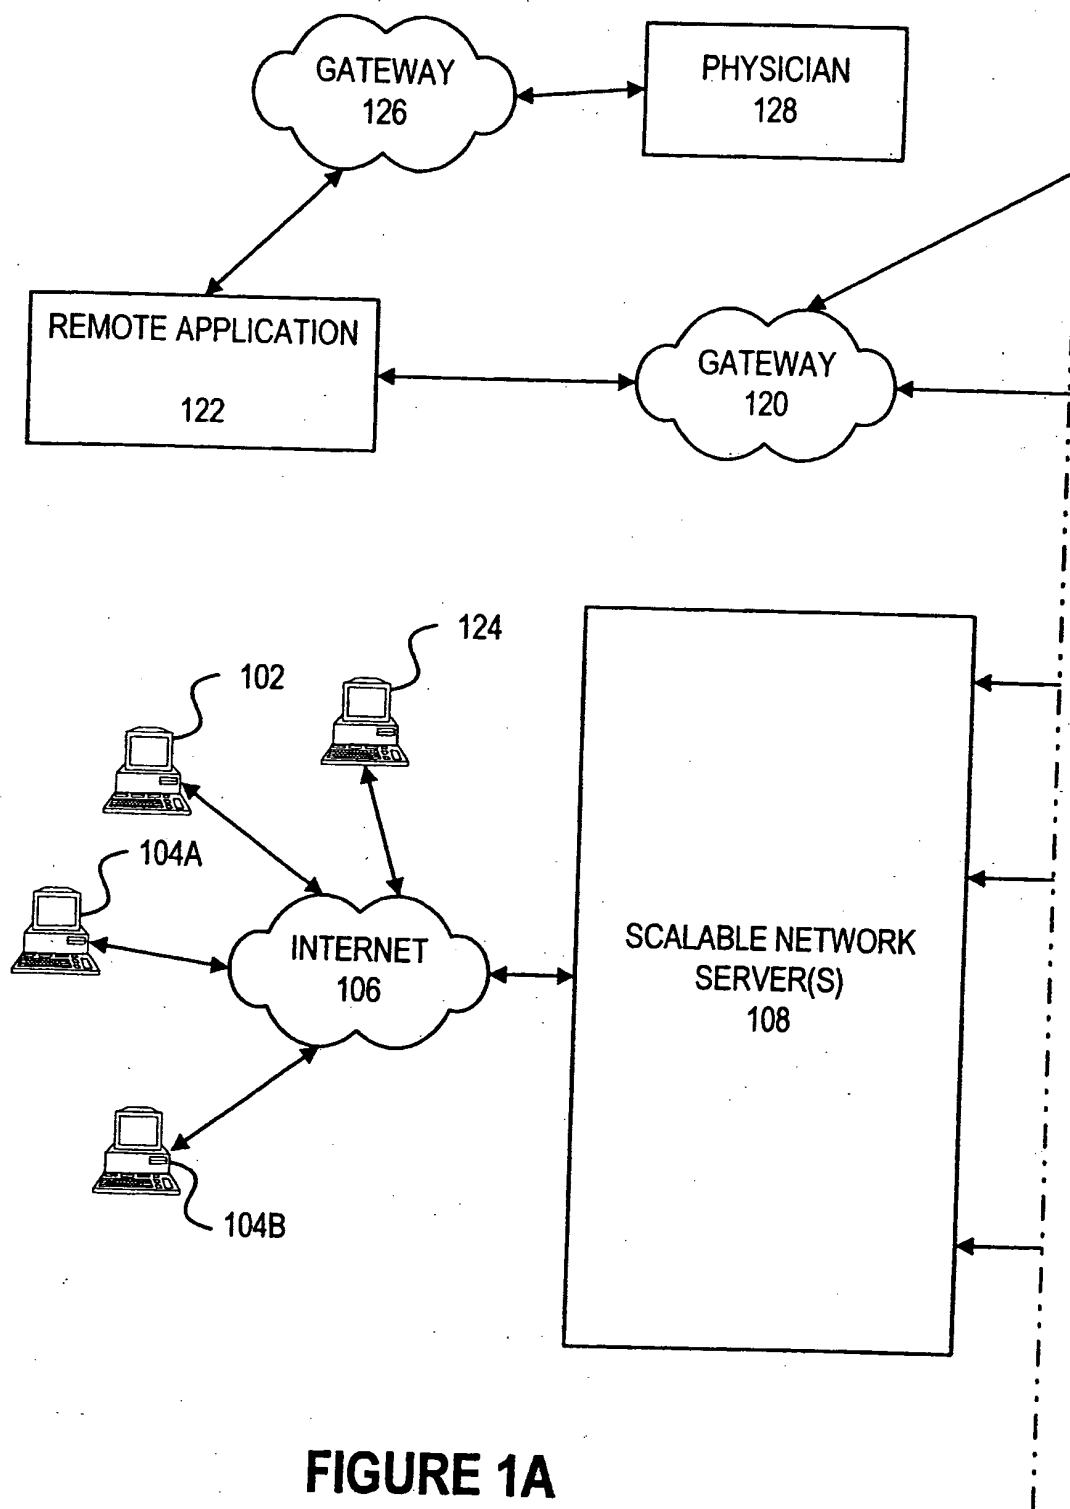 GATEWAY
126
PHYSICIAN
128
REMOTE APPLICATION
122
GATEWAY
120
124
102
104A
INTERNET
106
SCALABLE NETWORK
SERVER(S)
108
104B
FIGURE 1A